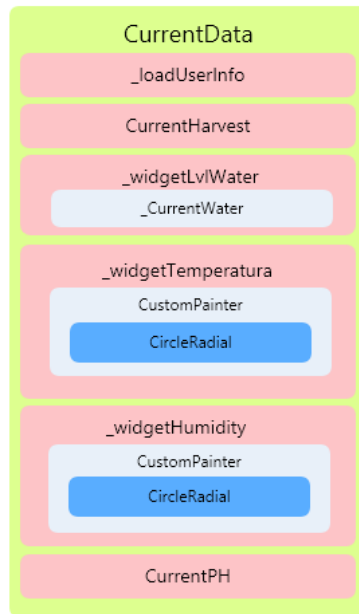 CurrentData
_loadUserInfo
CurrentHarvest
_widgetLvlWater
_CurrentWater
_widgetTemperatura
CustomPainter
CircleRadial
_widgetHumidity
CustomPainter
CircleRadial
CurrentPH